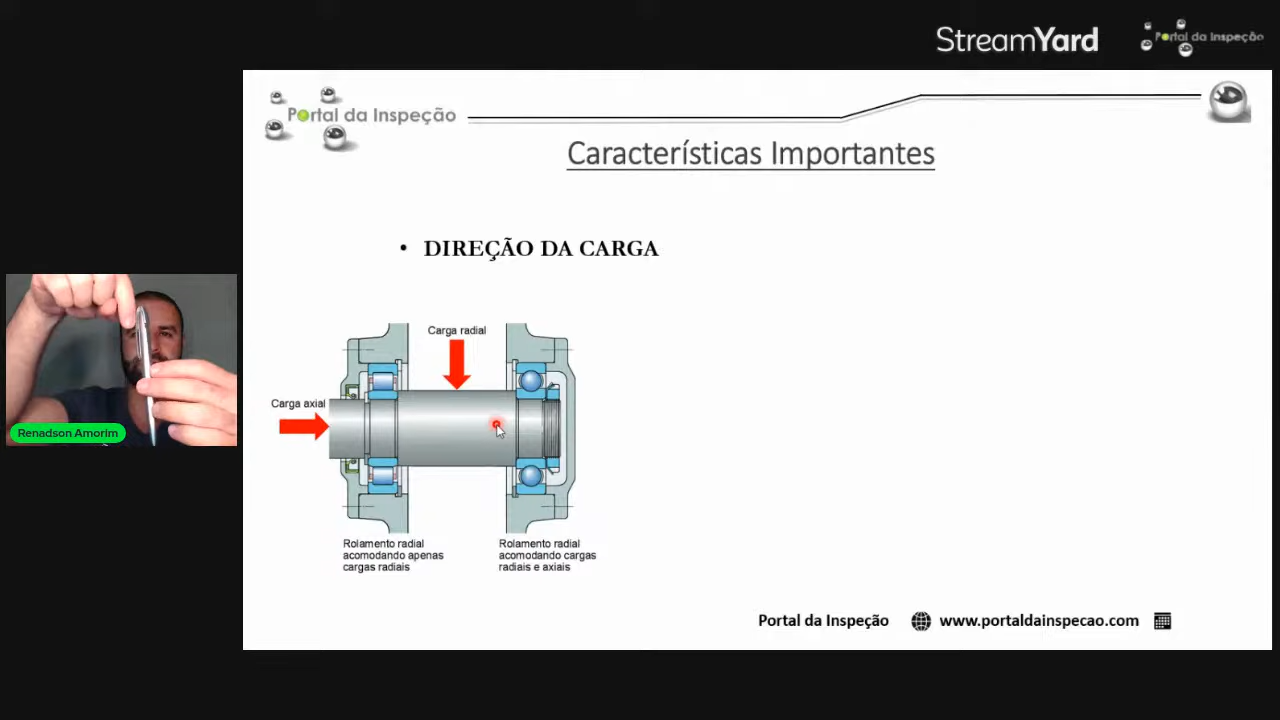 StreamYard
Portal da Inspeção
Portal da Inspeção
Características Importantes
• DIREÇÃO DA CARGA
Carga radial
Carga axial
Renadson Amorim
Rolamento radial
acomodando apenas
cargas radiais
Rolamento radial
acomodando cargas
radiais e axiais
Portal da Inspeção
www.portaldainspecao.com